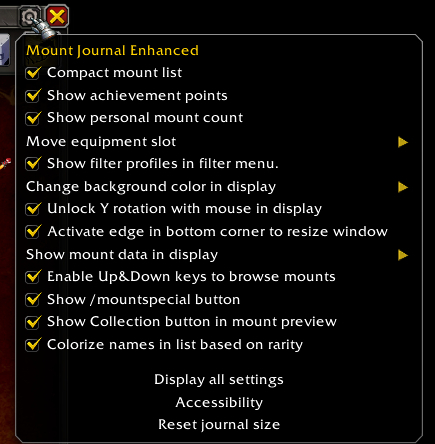 Mount Journal Enhanced
Compact mount list
Show achievement points
Show personal mount count
Move equipment slot
Show filter profiles in filter menu.
Change background color in display
Unlock Y rotation with mouse in display
Activate edge in bottom corner to resize window
Show mount data in display
Enable Up&Down keys to browse mounts
Show /mountspecial button
Show Collection button in mount preview
Colorize names in list based on rarity
Display all settings
Accessibility
Reset journal size